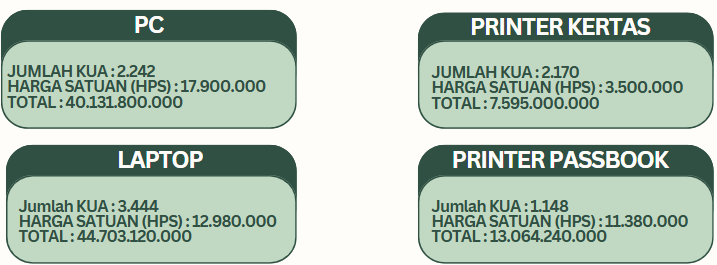 PC
JUMLAH KUA : 2.242
HARGA SATUAN (HPS) : 17.900.000
TOTAL : 40.131.800.000
PRINTER KERTAS
JUMLAH KUA : 2.170
HARGA SATUAN (HPS) : 3.500.000
TOTAL : 7.595.000.000
LAPTOP
Jumlah KUA : 3.444
HARGA SATUAN (HPS) : 12.980.000
TOTAL : 44.703.120.000
PRINTER PASSBOOK
Jumlah KUA : 1.148
HARGA SATUAN (HPS) : 11.380.000
TOTAL : 13.064.240.000